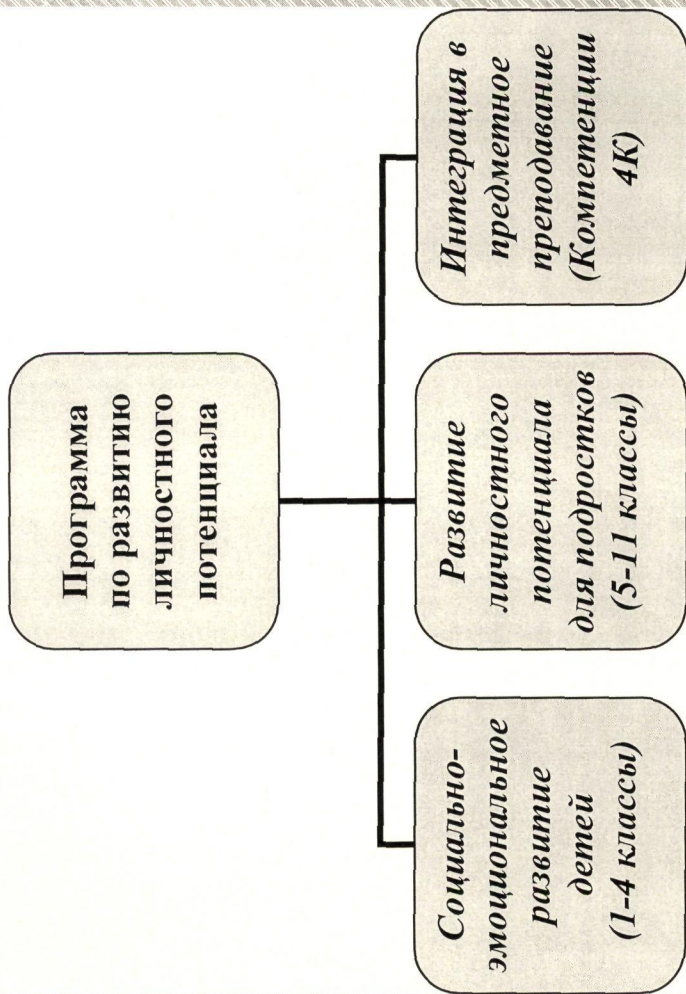 Программа
по развитию
личностного
потенциала
Социально-
эмоциональное
развитие
детей
(1-4 классы)
Развитие
личностного
потенциала
для подростков
(5-11 классы)
Интеграция в
предметное
преподавание
(Компетенции
4К)